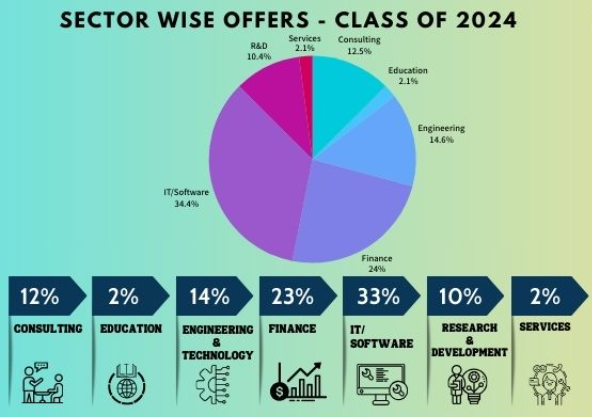 SECTOR WISE OFFERS - CLASS OF 2024
Services
2.1%
Consulting
12.5%
R&D
10.4%
Education
2.1%
Engineering
14.6%
IT/Software
34.4%
Finance
24%
12%
2%
14%
23%
33%
10%
2%
CONSULTING
EDUCATION
ENGINEERING
&
TECHNOLOGY
FINANCE
IT/
SOFTWARE
RESEARCH
&
DEVELOPMENT
SERVICES
$